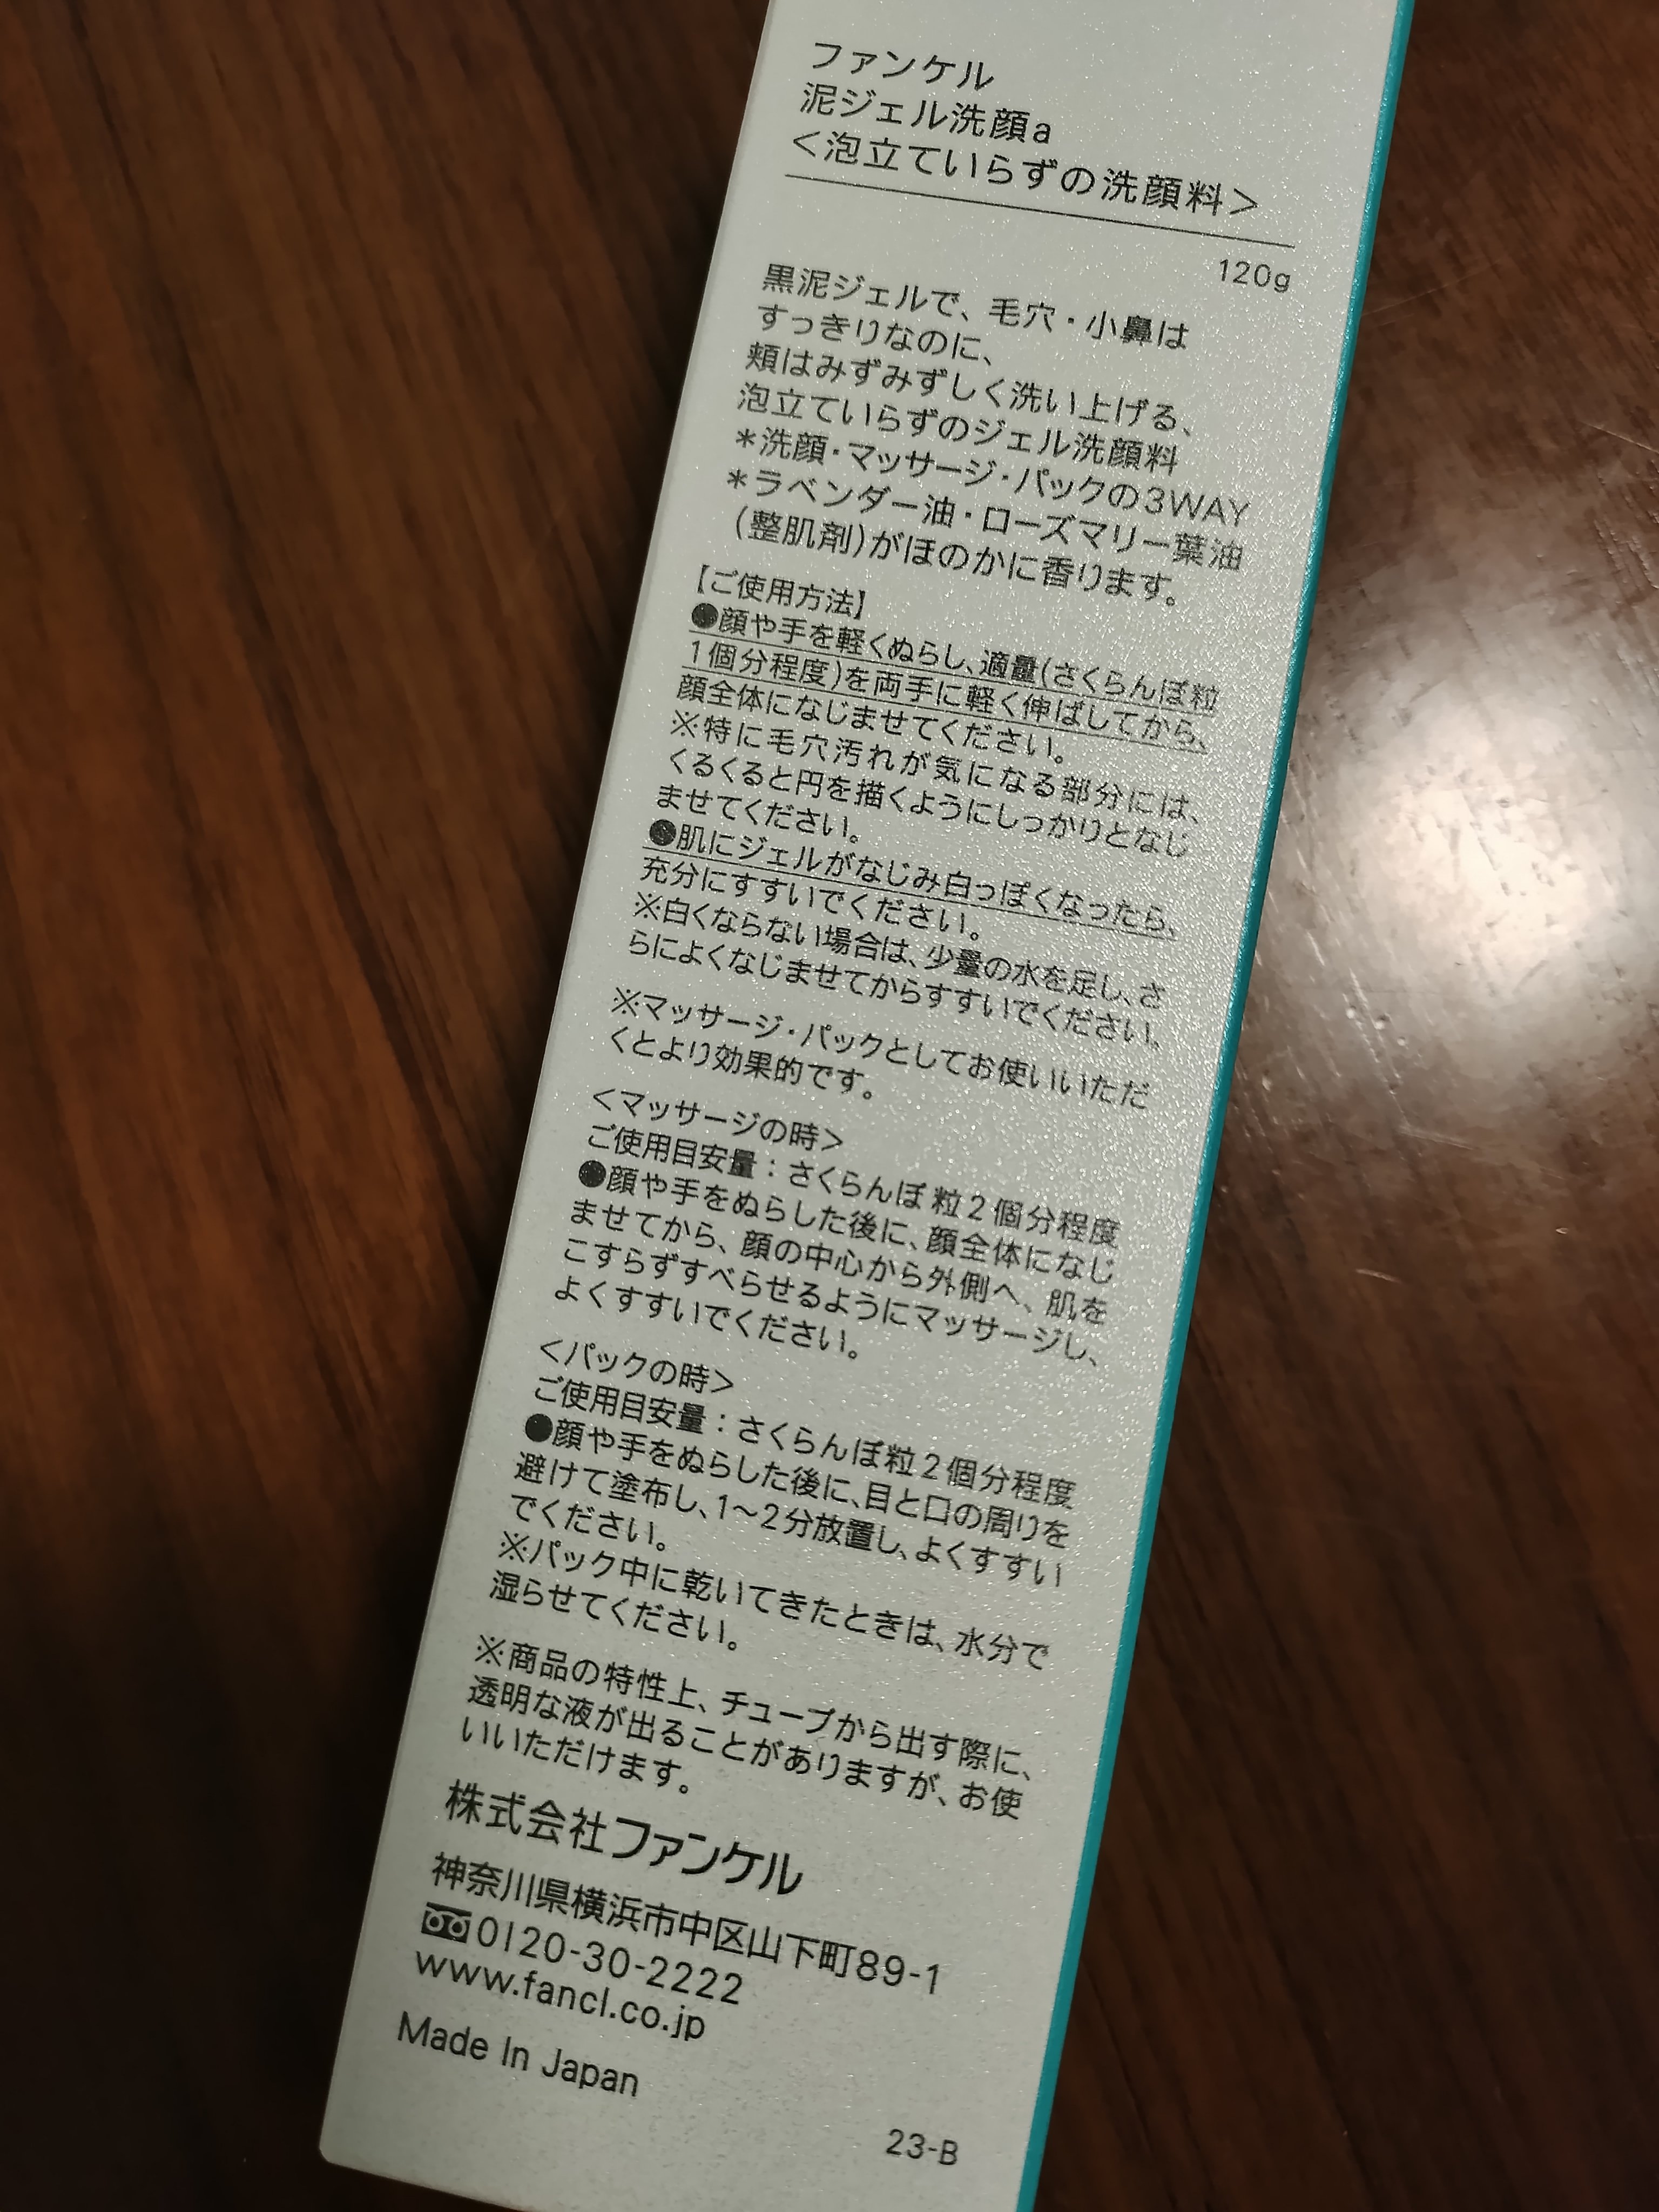 ファンケル
泥ジェル洗顔a
＜泡立ていらずの洗顔料＞
120g
黒泥ジェルで、毛穴・小鼻は
すっきりなのに、
頬はみずみずしく洗い上げる、
泡立ていらずのジェル洗顔料
＊洗顔・マッサージ・パックの3WAY
＊ラベンダー油・ローズマリー葉油
(整肌剤)がほのかに香ります。
【ご使用方法】
●顔や手を軽くぬらし、適量(さくらんぼ粒
1個分程度)を両手に軽く伸ばしてから、
顔全体になじませてください。
※特に毛穴汚れが気になる部分には、
くるくると円を描くようにしっかりとなじ
ませてください。
●肌にジェルがなじみ白っぽくなったら、
充分にすすいでください。
※白くならない場合は、少量の水を足し、さ
らによくなじませてからすすいでください。
※マッサージ・パックとしてお使いいただ
くとより効果的です。
＜マッサージの時＞
ご使用目安量：さくらんぼ粒2個分程度
●顔や手をぬらした後に、顔全体になじ
ませてから、顔の中心から外側へ、肌を
こすらずすべらせるようにマッサージし、
よくすすいでください。
＜パックの時＞
ご使用目安量：さくらんぼ粒2個分程度
●顔や手をぬらした後に、目と口の周りを
避けて塗布し、1～2分放置し、よくすすい
でください。
※パック中に乾いてきたときは、水分で
湿らせてください。
※商品の特性上、チューブから出す際に、
透明な液が出ることがありますが、お使
いいただけます。
株式会社ファンケル
神奈川県横浜市中区山下町89-1
0120-30-2222
www.fancl.co.jp
Made In Japan
23-B